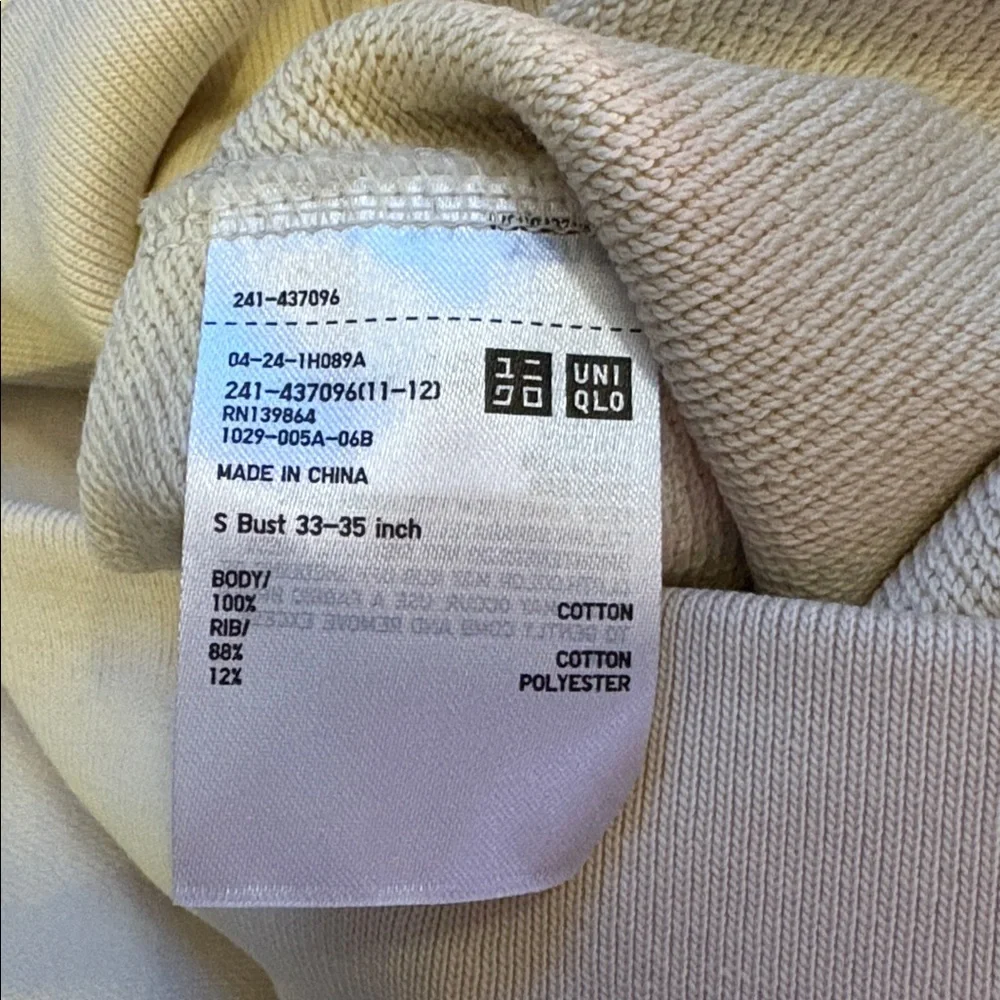 241-437096
04-24-1H089A
241-437096(11-12)
RN139864
1029-005A-06B
ユニ
クロ
UNI
QLO
MADE IN CHINA
S Bust 33-35 inch
BODY/
100% COTTON
RIB/
88% COTTON
12% POLYESTER